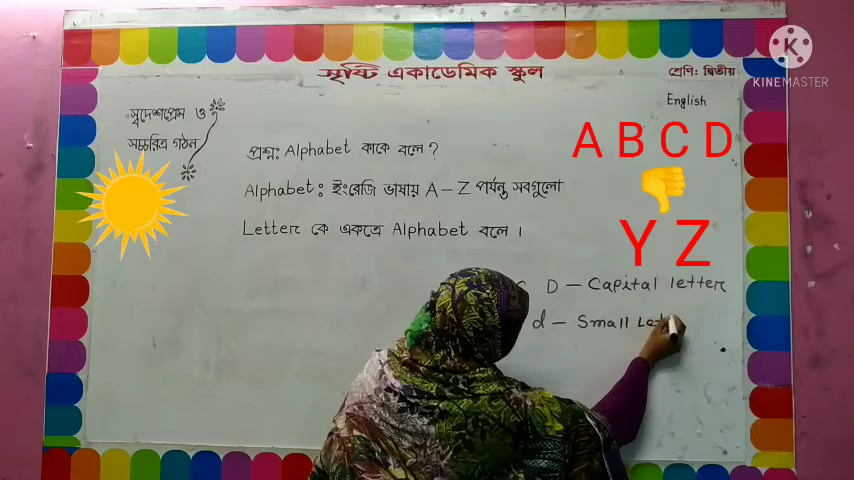 সৃষ্টি একাডেমিক স্কুল
শ্রেণি: দ্বিতীয়
English
স্বদেশপ্রেম ও
সচ্চরিত্র গঠন
প্রশ্ন: Alphabet কাকে বলে?
Alphabet: ইংরেজি ভাষায় A – Z পর্যন্ত সবগুলো
Letter কে একত্রে Alphabet বলে।
A B C D
Y Z
C D – Capital letter
d – Small Let
KINEMASTER